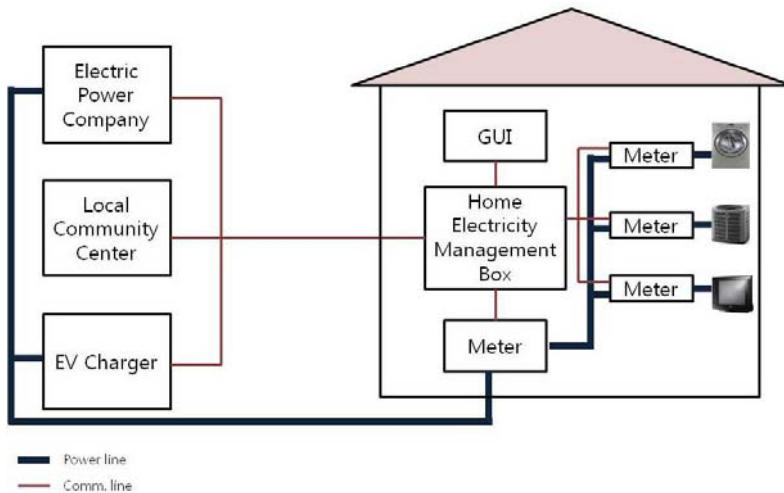 Electric
Power
Company
Local
Community
Center
EV Charger
GUI
Home
Electricity
Management
Box
Meter
Meter
Meter
Meter
Power line
Comm. line